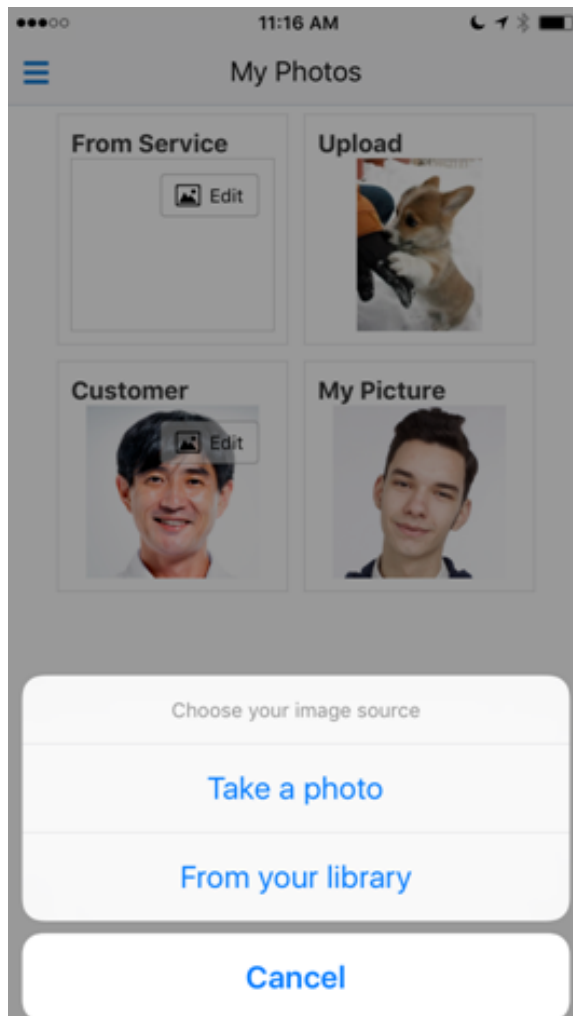 11:16 AM
My Photos
From Service
Upload
Edit
Customer
My Picture
Edit
Choose your image source
Take a photo
From your library
Cancel